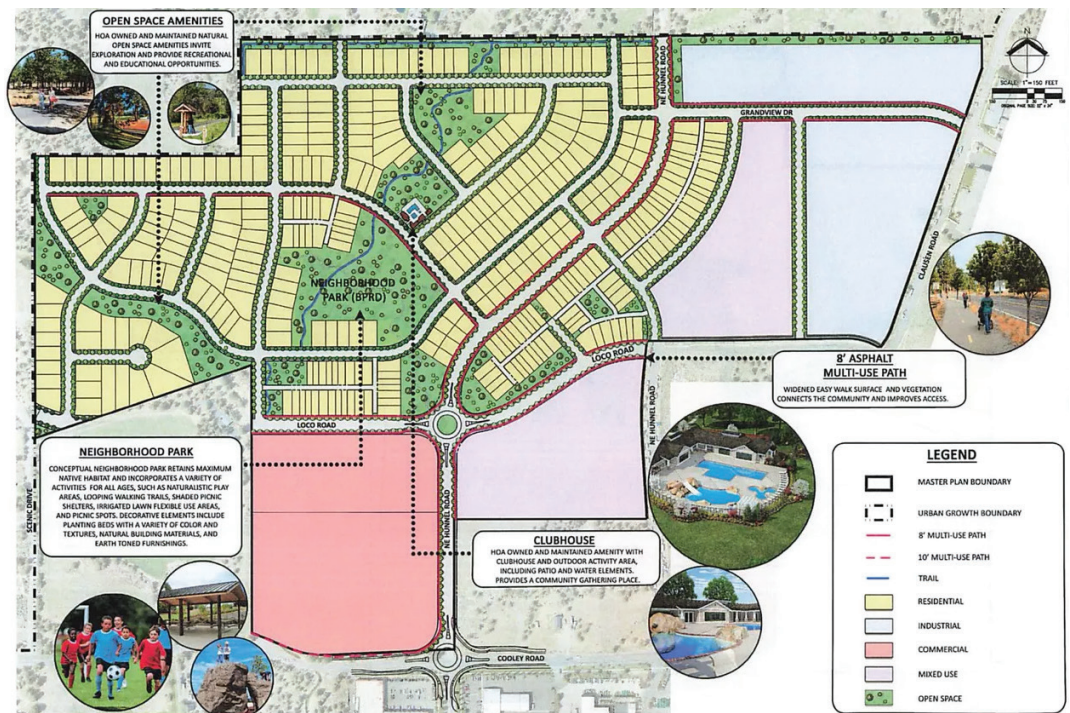 OPEN SPACE AMENITIES
HOA OWNED AND MAINTAINED NATURAL
OPEN SPACE AMENITIES INVITE
EXPLORATION AND PROVIDE RECREATIONAL
AND EDUCATIONAL OPPORTUNITIES.
N
SCALE: 1"=150 FEET
NE HUNNEL ROAD
GRANDVIEW DR
CLAUSEN ROAD
NEIGHBORHOOD
PARK (BPRD)
LOCO ROAD
8' ASPHALT
MULTI-USE PATH
WIDENED EASY WALK SURFACE AND VEGETATION
CONNECTS THE COMMUNITY AND IMPROVES ACCESS.
LOCO ROAD
NE HUNNEL ROAD
NEIGHBORHOOD PARK
CONCEPTUAL NEIGHBORHOOD PARK RETAINS MAXIMUM
NATIVE HABITAT AND INCORPORATES A VARIETY OF
ACTIVITIES FOR ALL AGES, SUCH AS NATURALISTIC PLAY
AREAS, LOOPING WALKING TRAILS, SHADED PICNIC
SHELTERS, IRRIGATED LAWN FLEXIBLE USE AREAS,
AND PICNIC SPOTS. DECORATIVE ELEMENTS INCLUDE
PLANTING BEDS WITH A VARIETY OF COLOR AND
TEXTURES, NATURAL BUILDING MATERIALS, AND
EARTH TONED FURNISHINGS.
SCENIC DRIVE
NE HUNNEL ROAD
CLUBHOUSE
HOA OWNED AND MAINTAINED AMENITY WITH
CLUBHOUSE AND OUTDOOR ACTIVITY AREA,
INCLUDING PATIO AND WATER ELEMENTS.
PROVIDES A COMMUNITY GATHERING PLACE.
COOLEY ROAD
LEGEND
MASTER PLAN BOUNDARY
URBAN GROWTH BOUNDARY
8' MULTI-USE PATH
10' MULTI-USE PATH
TRAIL
RESIDENTIAL
INDUSTRIAL
COMMERCIAL
MIXED USE
OPEN SPACE